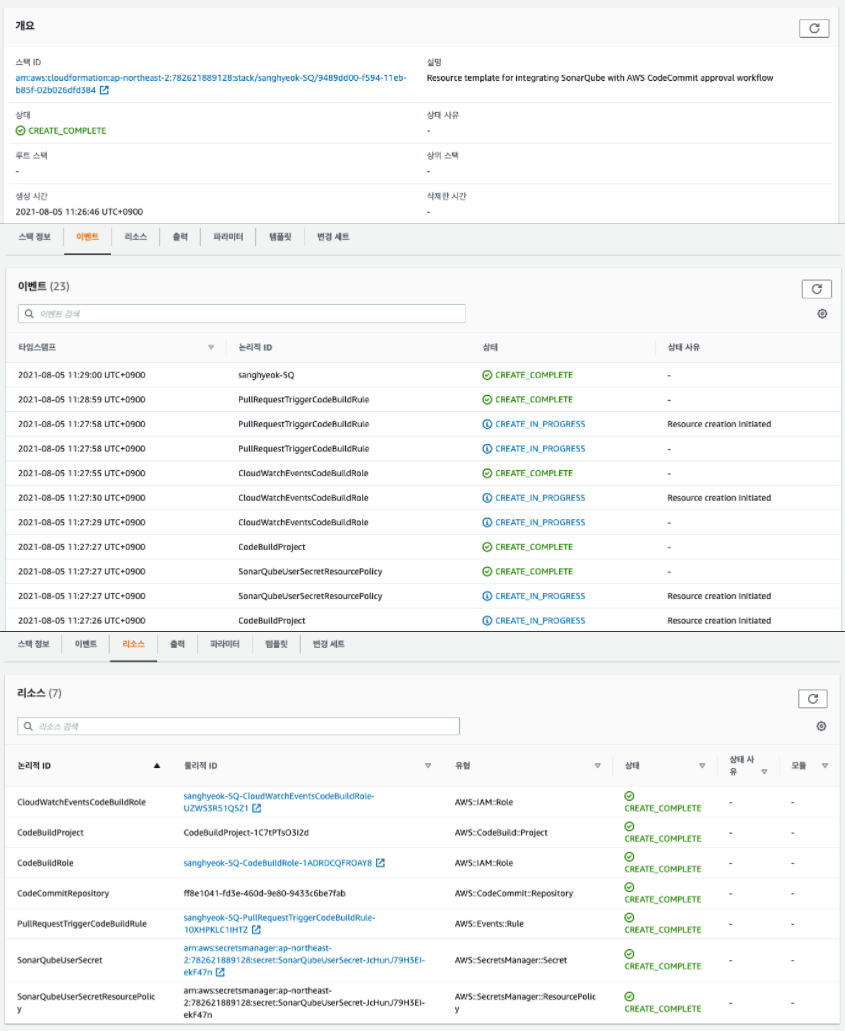 개요
스택 ID
설명
arn:aws:cloudformation:ap-northeast-2:782621889128:stack/sanghyeok-SQ/9489dd00-f594-11eb-
b85f-02b026dfd384
Resource template for integrating SonarQube with AWS CodeCommit approval workflow
상태
상태 사유
CREATE_COMPLETE
-
루트 스택
상위 스택
-
-
생성 시간
삭제한 시간
2021-08-05 11:26:46 UTC+0900
-
스택 정보 이벤트 리소스 출력 파라미터 템플릿 변경 세트
이벤트 (23)
이벤트 검색
타임스탬프 논리적 ID 상태 상태 사유
2021-08-05 11:29:00 UTC+0900 sanghyeok-SQ CREATE_COMPLETE -
2021-08-05 11:28:59 UTC+0900 PullRequestTriggerCodeBuildRule CREATE_COMPLETE -
2021-08-05 11:27:58 UTC+0900 PullRequestTriggerCodeBuildRule CREATE_IN_PROGRESS Resource creation Initiated
2021-08-05 11:27:58 UTC+0900 PullRequestTriggerCodeBuildRule CREATE_IN_PROGRESS -
2021-08-05 11:27:55 UTC+0900 CloudWatchEventsCodeBuildRole CREATE_COMPLETE -
2021-08-05 11:27:30 UTC+0900 CloudWatchEventsCodeBuildRole CREATE_IN_PROGRESS Resource creation Initiated
2021-08-05 11:27:29 UTC+0900 CloudWatchEventsCodeBuildRole CREATE_IN_PROGRESS -
2021-08-05 11:27:27 UTC+0900 CodeBuildProject CREATE_COMPLETE -
2021-08-05 11:27:27 UTC+0900 SonarQubeUserSecretResourcePolicy CREATE_COMPLETE -
2021-08-05 11:27:27 UTC+0900 SonarQubeUserSecretResourcePolicy CREATE_IN_PROGRESS Resource creation Initiated
2021-08-05 11:27:26 UTC+0900 CodeBuildProject CREATE_IN_PROGRESS Resource creation Initiated
스택 정보 이벤트 리소스 출력 파라미터 템플릿 변경 세트
리소스 (7)
리소스 검색
논리적 ID 물리적 ID 유형 상태 상태 사
유 모듈
CloudWatchEventsCodeBuildRole sanghyeok-SQ-CloudWatchEventsCodeBuildRole-
UZWS3R51QSZ1 AWS::IAM::Role CREATE_COMPLETE - -
CodeBuildProject CodeBuildProject-1C7tPTsO3I2d AWS::CodeBuild::Project CREATE_COMPLETE - -
CodeBuildRole sanghyeok-SQ-CodeBuildRole-1ADRDCQFROAY8 AWS::IAM::Role CREATE_COMPLETE - -
CodeCommitRepository ff8e1041-fd3e-460d-9e80-9433c6be7fab AWS::CodeCommit::Repository CREATE_COMPLETE - -
PullRequestTriggerCodeBuildRule sanghyeok-SQ-PullRequestTriggerCodeBuildRule-
10XHPKLC1IHTZ AWS::Events::Rule CREATE_COMPLETE - -
SonarQubeUserSecret arn:aws:secretsmanager:ap-northeast-
2:782621889128:secret:SonarQubeUserSecret-JcHunJ79H3EI-
ekF47n AWS::SecretsManager::Secret CREATE_COMPLETE - -
SonarQubeUserSecretResourcePolic
y arn:aws:secretsmanager:ap-northeast-
2:782621889128:secret:SonarQubeUserSecret-JcHunJ79H3EI-
ekF47n AWS::SecretsManager::ResourcePolic
y CREATE_COMPLETE - -